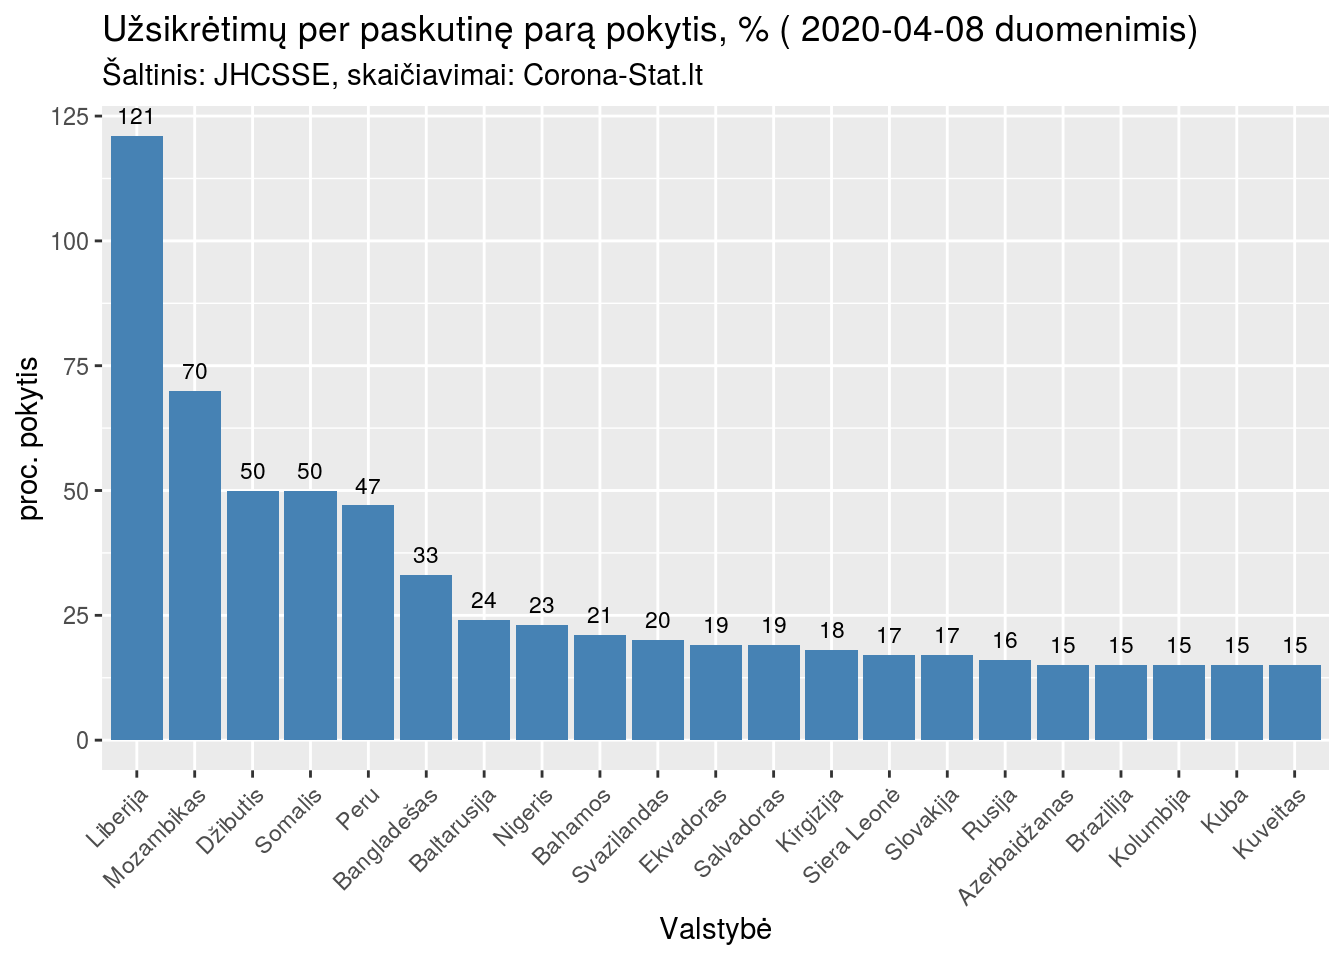 Užsikrėtimų per paskutinę parą pokytis, % ( 2020-04-08 duomenimis)
Šaltinis: JHCSSE, skaičiavimai: Corona-Stat.lt
proc. pokytis
125
100
75
50
25
0
121
70
50
50
47
33
24
23
21
20
19
19
18
17
17
16
15
15
15
15
15
Liberija
Mozambikas
Džibutis
Somalis
Peru
Bangladešas
Baltarusija
Nigeris
Bahamos
Svazilandas
Ekvadoras
Salvadoras
Kirgizija
Siera Leonė
Slovakija
Rusija
Azerbaidžanas
Brazilija
Kolumbija
Kuba
Kuveitas
Valstybė